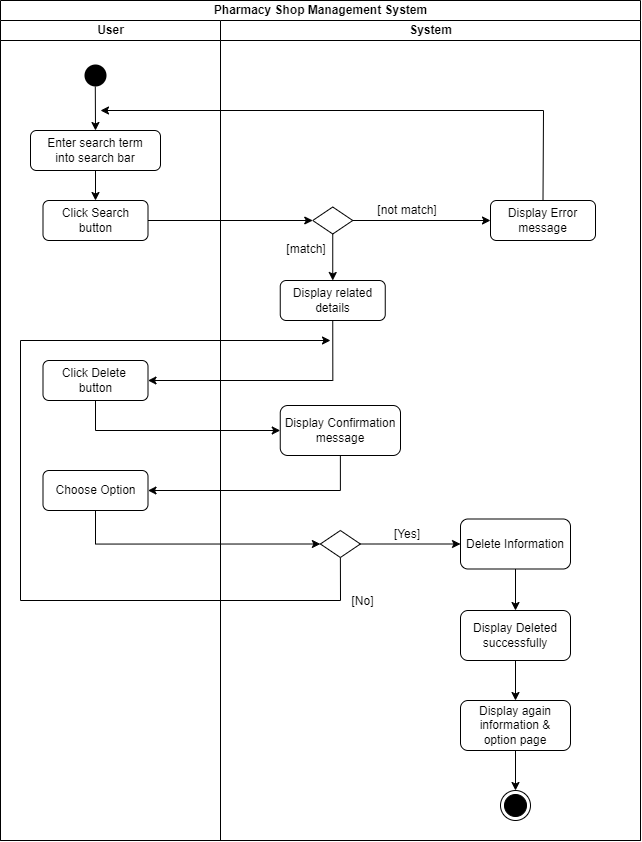 Pharmacy Shop Management System
User
System
Enter search term
into search bar
Click Search
button
[not match]
Display Error
message
[match]
Display related
details
Click Delete
button
Display Confirmation
message
Choose Option
[Yes]
Delete Information
[No]
Display Deleted
successfully
Display again
information &
option page